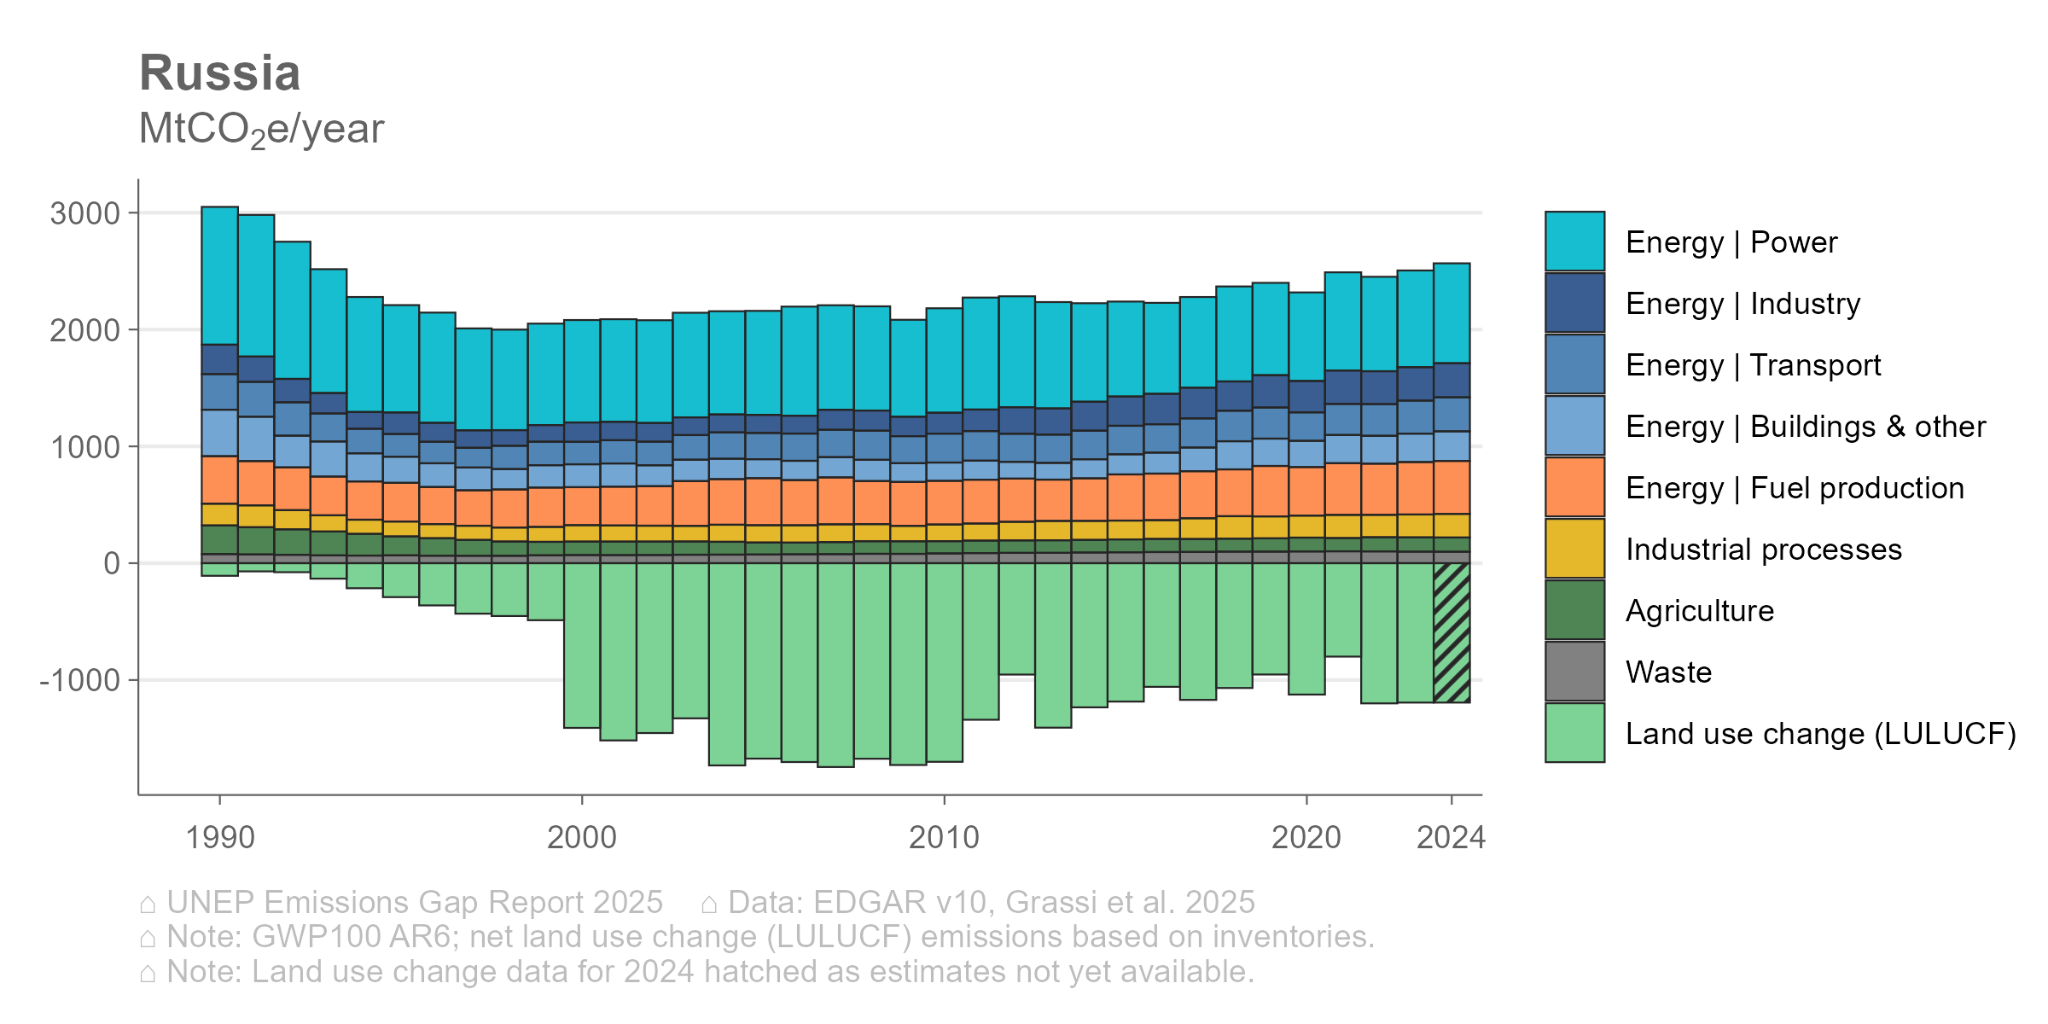 Russia
MtCO₂e/year
3000
2000
1000
0
-1000
1990 2000 2010 2020 2024
Energy | Power
Energy | Industry
Energy | Transport
Energy | Buildings & other
Energy | Fuel production
Industrial processes
Agriculture
Waste
Land use change (LULUCF)
⌂ UNEP Emissions Gap Report 2025 ⌂ Data: EDGAR v10, Grassi et al. 2025
⌂ Note: GWP100 AR6; net land use change (LULUCF) emissions based on inventories.
⌂ Note: Land use change data for 2024 hatched as estimates not yet available.